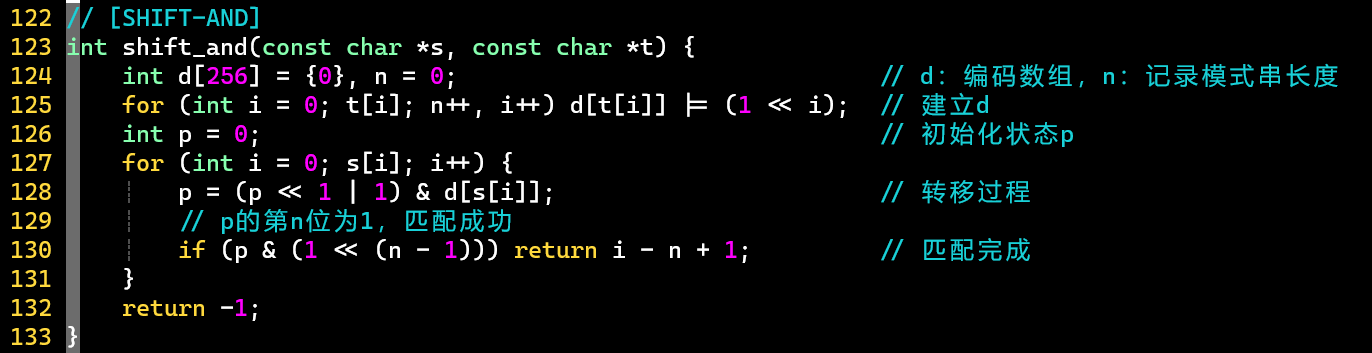 122 // [SHIFT-AND]
123 int shift_and(const char *s, const char *t) {
124     int d[256] = {0}, n = 0;                              // d：编码数组，n：记录模式串长度
125     for (int i = 0; t[i]; n++, i++) d[t[i]] |= (1 << i);  // 建立d
126     int p = 0;                                            // 初始化状态p
127     for (int i = 0; s[i]; i++) {
128         p = (p << 1 | 1) & d[s[i]];                       // 转移过程
129         // p的第n位为1，匹配成功
130         if (p & (1 << (n - 1))) return i - n + 1;         // 匹配完成
131     }
132     return -1;
133 }